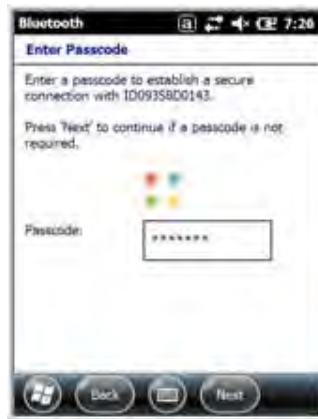 Bluetooth 7:26
Enter Passcode
Enter a passcode to establish a secure
connection with
Press 'Next' to continue if a passcode is not
required.
Passcode: *******
Back Next